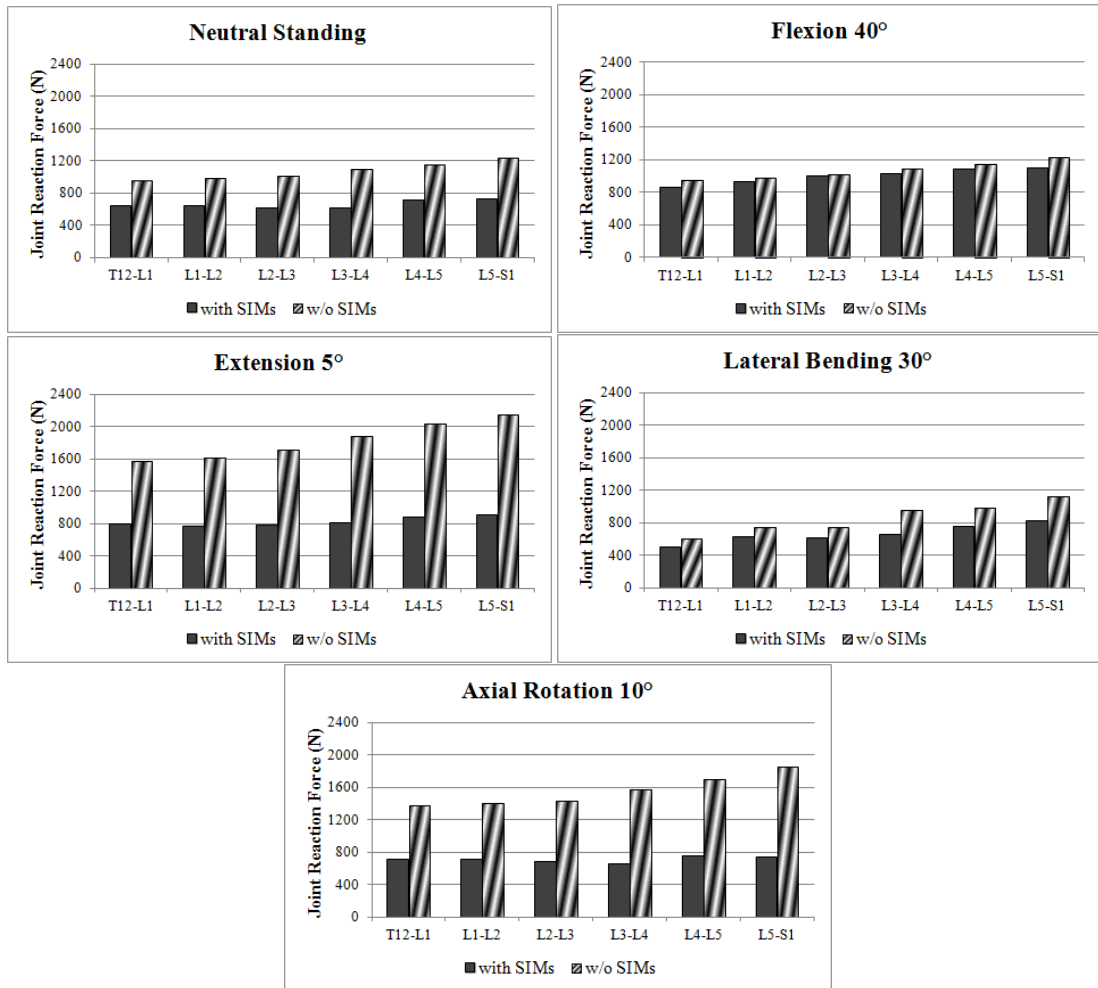 Neutral Standing
Joint Reaction Force (N)
2400
2000
1600
1200
800
400
0
T12-L1 L1-L2 L2-L3 L3-L4 L4-L5 L5-S1
with SIMs w/o SIMs
Flexion 40°
Joint Reaction Force (N)
2400
2000
1600
1200
800
400
0
T12-L1 L1-L2 L2-L3 L3-L4 L4-L5 L5-S1
with SIMs w/o SIMs
Extension 5°
Joint Reaction Force (N)
2400
2000
1600
1200
800
400
0
T12-L1 L1-L2 L2-L3 L3-L4 L4-L5 L5-S1
with SIMs w/o SIMs
Lateral Bending 30°
Joint Reaction Force (N)
2400
2000
1600
1200
800
400
0
T12-L1 L1-L2 L2-L3 L3-L4 L4-L5 L5-S1
with SIMs w/o SIMs
Axial Rotation 10°
Joint Reaction Force (N)
2400
2000
1600
1200
800
400
0
T12-L1 L1-L2 L2-L3 L3-L4 L4-L5 L5-S1
with SIMs w/o SIMs